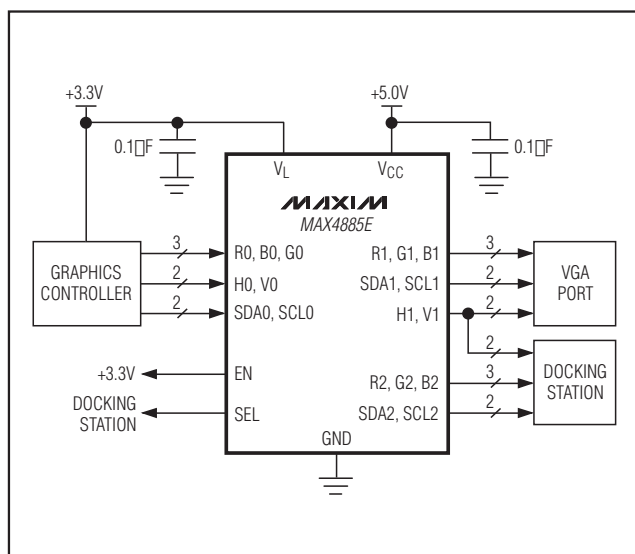 +3.3V
+5.0V
0.1▯F
0.1▯F
VL
VCC
MAXIM
MAX4885E
GRAPHICS
CONTROLLER
3
R0, B0, G0
2
H0, V0
2
SDA0, SCL0
R1, G1, B1
3
SDA1, SCL1
2
H1, V1
2
VGA
PORT
2
R2, G2, B2
3
SDA2, SCL2
2
DOCKING
STATION
+3.3V
EN
DOCKING
STATION
SEL
GND